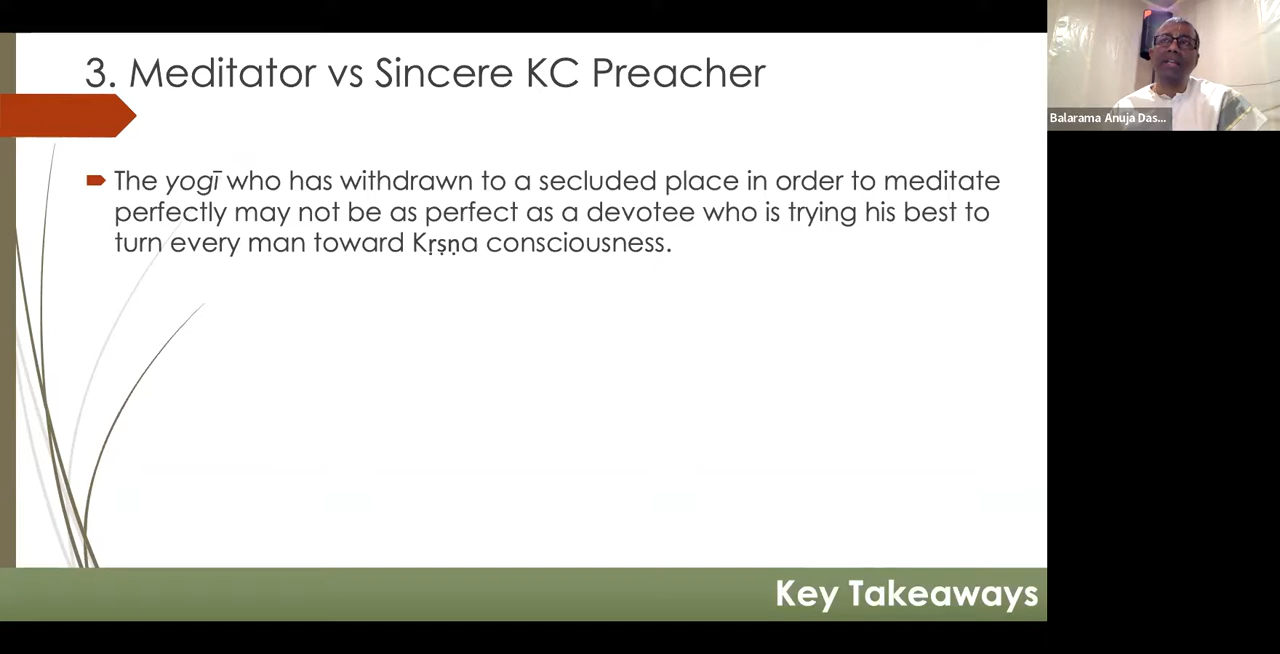 3. Meditator vs Sincere KC Preacher
The yogī who has withdrawn to a secluded place in order to meditate
perfectly may not be as perfect as a devotee who is trying his best to
turn every man toward Kṛṣṇa consciousness.
Key Takeaways
Balarama Anuja Das...